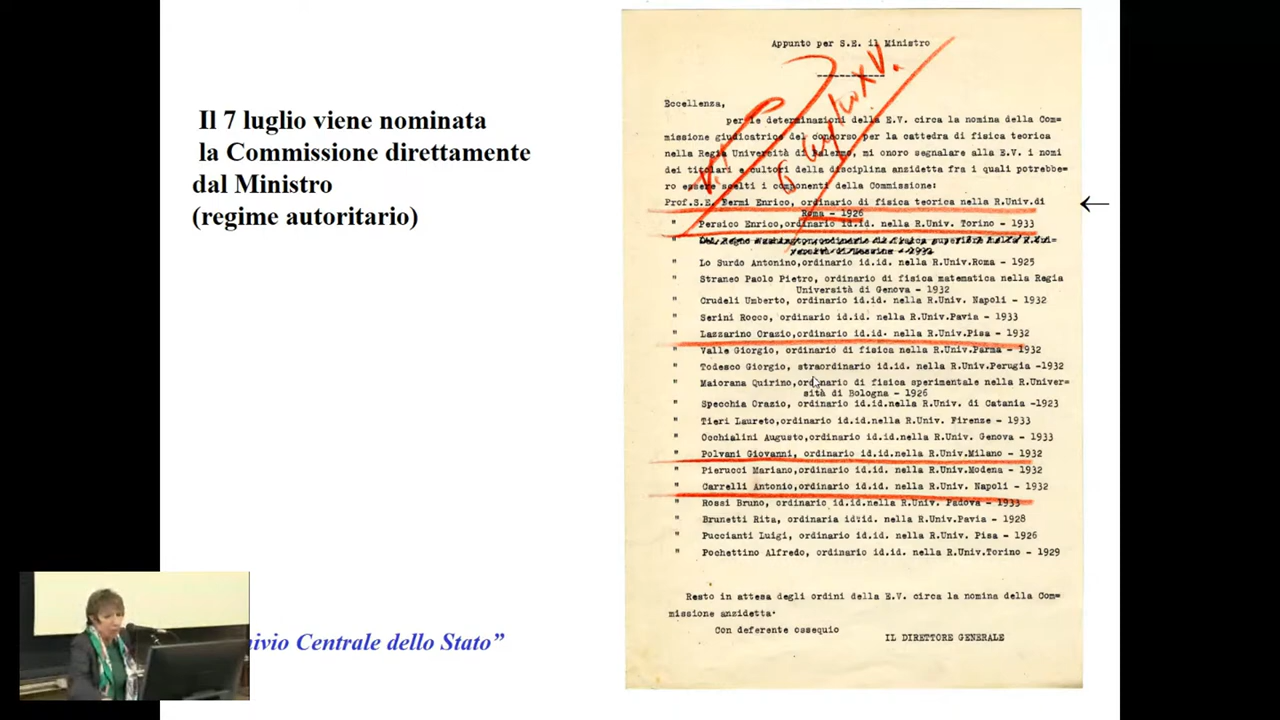 Il 7 luglio viene nominata
la Commissione direttamente
dal Ministro
(regime autoritario)
ivio Centrale dello Stato”
Appunto per S.E. il Ministro
Eccellenza,
per le determinazioni della E.V. circa la nomina della Com=
missione giudicatrice del concorso per la cattedra di fisica teorica
nella Regia Università di Palermo, mi onoro segnalare alla E.V. i nomi
dei titolari e cultori della disciplina anzidetta fra i quali potrebbe=
ro essere scelti i componenti della Commissione:
Prof.S.E. Fermi Enrico, ordinario di fisica teorica nella R.Univ.di
Roma - 1926
" Persico Enrico,ordinario id.id. nella R.Univ. Torino - 1933
" Del Regno Washington,ordinario di fisica superiore nella R.Uni=
versità di Messina - 1932
" Lo Surdo Antonino,ordinario id.id. nella R.Univ.Roma - 1925
" Straneo Paolo Pietro, ordinario di fisica matematica nella Regia
Università di Genova - 1932
" Crudeli Umberto, ordinario id.id. nella R.Univ. Napoli - 1932
" Serini Rocco, ordinario id.id. nella R.Univ.Pavia - 1933
" Lazzarino Orazio,ordinario id.id. nella R.Univ.Pisa - 1932
" Valle Giorgio, ordinario di fisica nella R.Univ.Parma - 1932
" Todesco Giorgio, straordinario id.id. nella R.Univ.Perugia -1932
" Maiorana Quirino,ordinario di fisica sperimentale nella R.Univer=
sità di Bologna - 1926
" Specchia Orazio, ordinario id.id.nella R.Univ. di Catania -1923
" Tieri Laureto,ordinario id.id. nella R.Univ. Firenze - 1933
" Occhialini Augusto,ordinario id.id.nella R.Univ. Genova - 1933
" Polvani Giovanni, ordinario id.id.nella R.Univ.Milano - 1932
" Pierucci Mariano,ordinario id.id. nella R.Univ.Modena - 1932
" Carrelli Antonio,ordinario id.id. nella R.Univ. Napoli - 1932
" Rossi Bruno, ordinario id.id.nella R.Univ. Padova - 1933
" Brunetti Rita, ordinaria id.id. nella R.Univ.Pavia - 1928
" Puccianti Luigi, ordinario id.id. nella R.Univ. Pisa - 1926
" Pochettino Alfredo, ordinario id.id. nella R.Univ.Torino - 1929
Resto in attesa degli ordini della E.V. circa la nomina della Com=
missione anzidetta.
Con deferente ossequio
IL DIRETTORE GENERALE